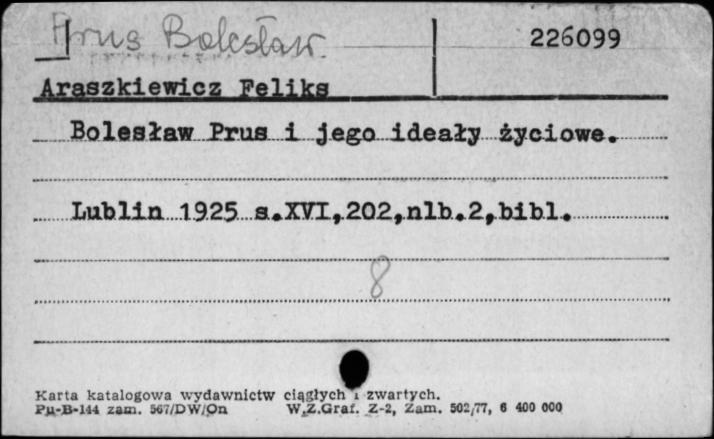 Prus Bolesław
226099
Araszkiewicz Feliks
Bolesław Prus i jego ideały życiowe.
Lublin 1925 s.XVI,202,nlb.2,bibl.
8
Karta katalogowa wydawnictw ciągłych i zwartych.
Pu-B-144 zam. 567/DW/On W.Z.Graf. Z-2, Zam. 502/77, 6 400 000